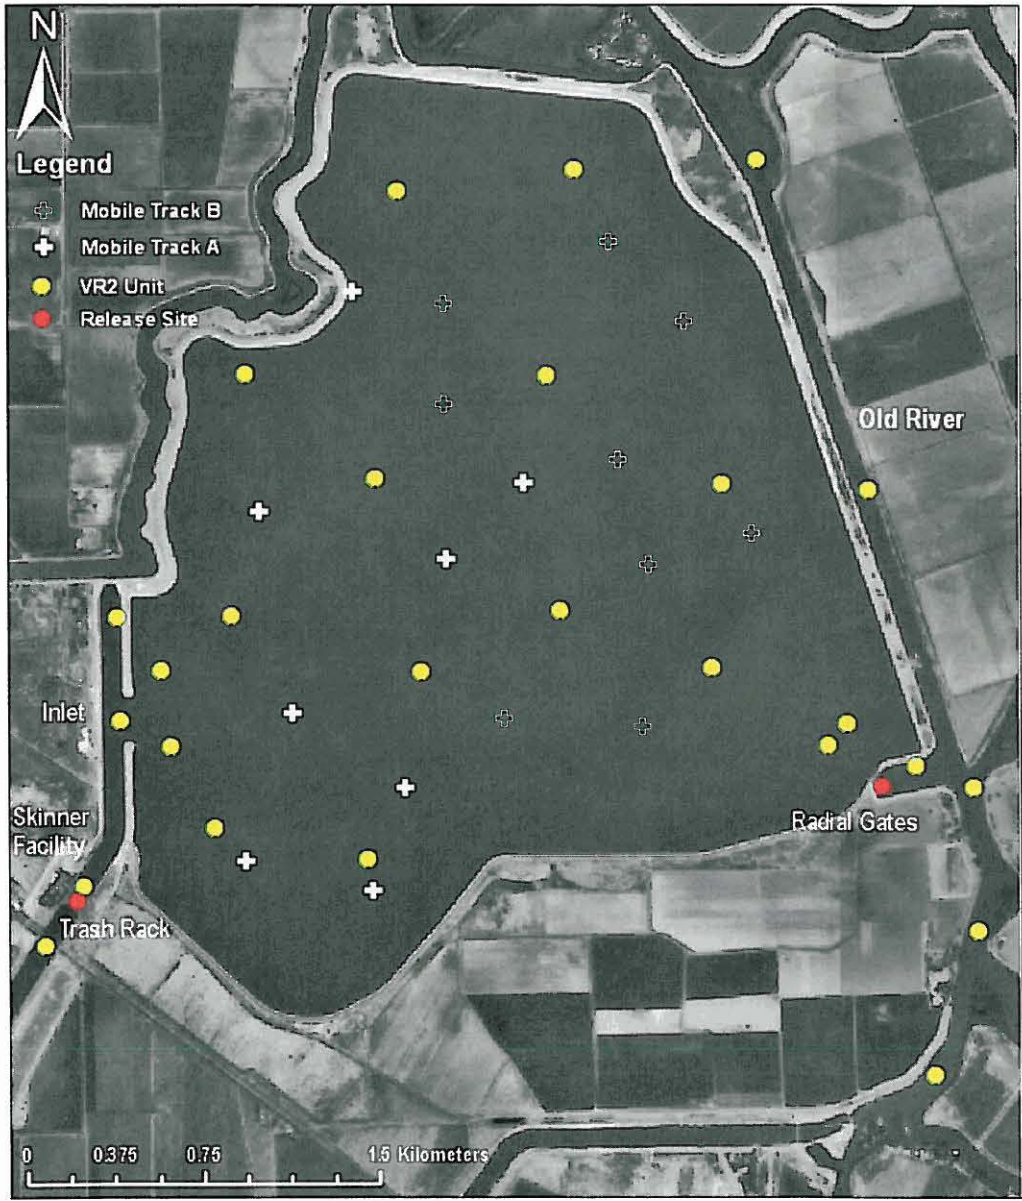 N
Legend
Mobile Track B
Mobile Track A
VR2 Unit
Release Site
Old River
Inlet
Skinner
Facility
Radial Gates
Trash Rack
0 0.375 0.75 1.5 Kilometers